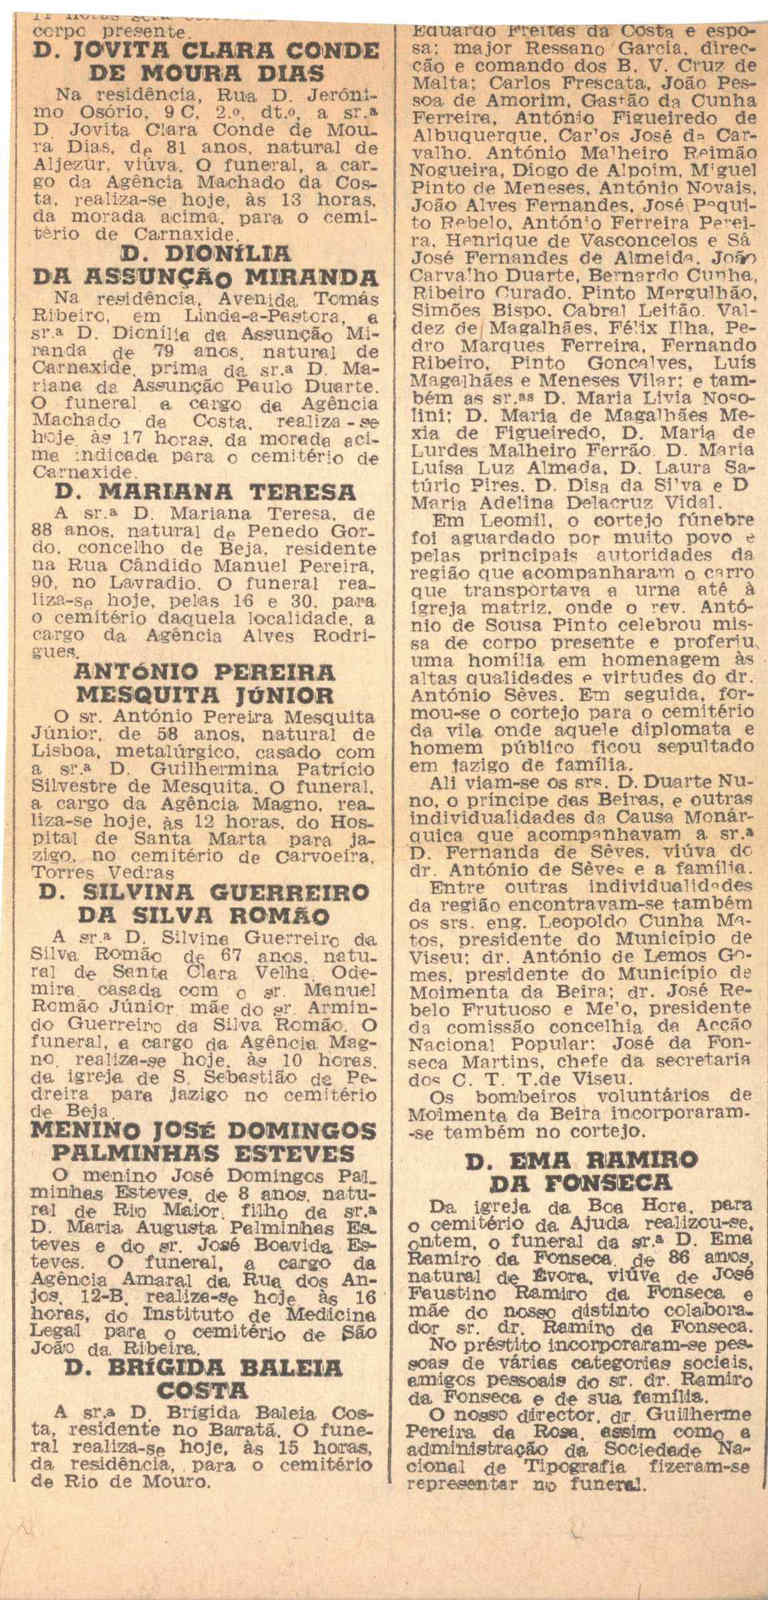 corpo presente.
D. JOVITA CLARA CONDE
DE MOURA DIAS
Na residência, Rua D. Jeróni-
mo Osório, 9 C, 2.º, dt.º, a sr.ª
D. Jovita Clara Conde de Mou-
ra Dias, de 81 anos, natural de
Aljezur, viúva. O funeral, a car-
go da Agência Machado da Cos-
ta, realiza-se hoje, às 13 horas,
da morada acima, para o cemi-
tério de Carnaxide.
D. DIONÍLIA
DA ASSUNÇÃO MIRANDA
Na residência, Avenida Tomás
Ribeiro, em Linda-a-Pastora, a
sr.ª D. Dionília da Assunção Mi-
randa de 79 anos, natural de
Carnaxide, prima da sr.ª D. Ma-
riana da Assunção Paulo Duarte.
O funeral a cargo da Agência
Machado da Costa, realiza-se
hoje, às 17 horas, da morada aci-
ma indicada para o cemitério de
Carnaxide.
D. MARIANA TERESA
A sr.ª D. Mariana Teresa, de
88 anos, natural de Penedo Gor-
do, concelho de Beja, residente
na Rua Cândido Manuel Pereira,
90, no Lavradio. O funeral rea-
liza-se hoje, pelas 16 e 30, para
o cemitério daquela localidade, a
cargo da Agência Alves Rodri-
gues.
ANTÓNIO PEREIRA
MESQUITA JÚNIOR
O sr. António Pereira Mesquita
Júnior, de 58 anos, natural de
Lisboa, metalúrgico, casado com
a sr.ª D. Guilhermina Patrício
Silvestre de Mesquita. O funeral,
a cargo da Agência Magno, rea-
liza-se hoje, às 12 horas, do Hos-
pital de Santa Marta para ja-
zigo, no cemitério de Carvoeira,
Torres Vedras
D. SILVINA GUERREIRO
DA SILVA ROMÃO
A sr.ª D. Silvina Guerreiro da
Silva Romão de 67 anos, natu-
ral de Santa Clara Velha, Ode-
mira, casada com o sr. Manuel
Romão Júnior mãe do sr. Armin-
do Guerreiro da Silva Romão. O
funeral, a cargo da Agência Mag-
no, realiza-se hoje, às 10 horas,
da igreja de S. Sebastião da Pe-
dreira para jazigo no cemitério
de Beja.
MENINO JOSÉ DOMINGOS
PALMINHAS ESTEVES
O menino José Domingos Pal-
minhas Esteves, de 8 anos, natu-
ral de Rio Maior, filho da sr.ª
D. Maria Augusta Palminhas Es-
teves e do sr. José Boavida Es-
teves. O funeral, a cargo da
Agência Amaral da Rua dos An-
jos, 12-B, realiza-se hoje às 16
horas, do Instituto de Medicina
Legal para o cemitério de São
João da Ribeira.
D. BRÍGIDA BALEIA
COSTA
A sr.ª D. Brígida Baleia Cos-
ta, residente no Baratã. O fune-
ral realiza-se hoje, às 15 horas,
da residência, para o cemitério
de Rio de Mouro.
Eduardo Freitas da Costa e espo-
sa; major Ressano Garcia, direc-
ção e comando dos B. V. Cruz de
Malta; Carlos Frescata, João Pes-
soa de Amorim, Gastão da Cunha
Ferreira, António Figueiredo de
Albuquerque, Car'os José da Car-
valho. António Malheiro Reimão
Nogueira, Diogo de Alpoim, Miguel
Pinto de Meneses, António Novais,
João Alves Fernandes, José Pequi-
to Rebelo, António Ferreira Perei-
ra, Henrique de Vasconcelos e Sá
José Fernandes de Almeida, João
Carvalho Duarte, Bernardo Cunha,
Ribeiro Curado, Pinto Mergulhão,
Simões Bispo, Cabral Leitão, Val-
dez de Magalhães, Félix Ilha, Pe-
dro Marques Ferreira, Fernando
Ribeiro, Pinto Gonçalves, Luís
Magalhães e Meneses Vilar; e tam-
bém as sr.as D. Maria Lívia Noso-
lini; D. Maria de Magalhães Me-
xia de Figueiredo, D. Maria de
Lurdes Malheiro Ferrão, D. Maria
Luísa Luz Almada, D. Laura Sa-
túrio Pires, D. Disa da Si'va e D
Maria Adelina Delacruz Vidal.
Em Leomil, o cortejo fúnebre
foi aguardado por muito povo e
pelas principais autoridades da
região que acompanharam o carro
que transportava a urna até à
igreja matriz, onde o rev. Antó-
nio de Sousa Pinto celebrou mis-
sa de corpo presente e proferiu
uma homília em homenagem às
altas qualidades e virtudes do dr.
António Sêves. Em seguida, for-
mou-se o cortejo para o cemitério
da vila onde aquele diplomata e
homem público ficou sepultado
em jazigo de família.
Ali viam-se os srs. D. Duarte Nu-
no, o príncipe das Beiras, e outras
individualidades da Causa Monár-
quica que acompanhavam a sr.ª
D. Fernanda de Sêves, viúva do
dr. António de Sêves e a família.
Entre outras individualidades
da região encontravam-se também
os srs. eng. Leopoldo Cunha Ma-
tos, presidente do Município de
Viseu; dr. António de Lemos Go-
mes, presidente do Município de
Moimenta da Beira; dr. José Re-
belo Frutuoso e Me'o, presidente
da comissão concelhia da Acção
Nacional Popular; José da Fon-
seca Martins, chefe da secretaria
dos C. T. T.de Viseu.
Os bombeiros voluntários de
Moimenta da Beira incorporaram-
-se também no cortejo.
D. EMA RAMIRO
DA FONSECA
Da igreja da Boa Hora, para
o cemitério da Ajuda realizou-se,
ontem, o funeral da sr.ª D. Ema
Ramiro da Fonseca, de 86 anos,
natural de Évora, viúva de José
Faustino Ramiro da Fonseca e
mãe do nosso distinto colabora-
dor sr. dr. Ramiro da Fonseca.
No préstito incorporaram-se pes-
soas de várias categorias sociais,
amigos pessoais do sr. dr. Ramiro
da Fonseca e de sua família.
O nosso director, dr. Guilherme
Pereira da Rosa, assim como a
administração da Sociedade Na-
cional de Tipografia fizeram-se
representar no funeral.